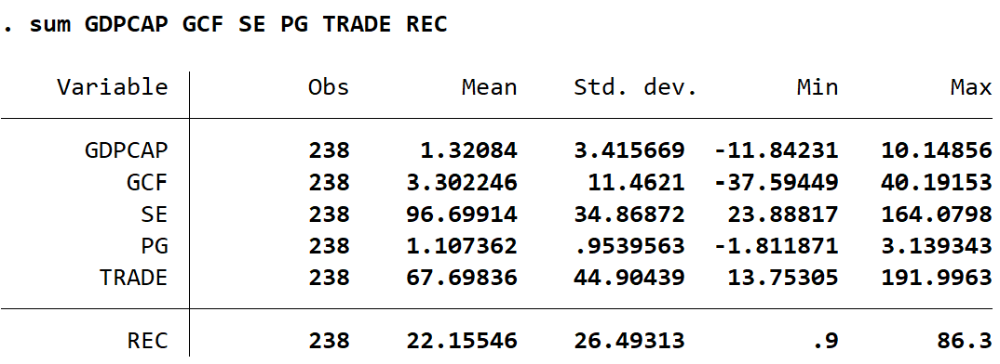 . sum GDPCAP GCF SE PG TRADE REC
Variable Obs Mean Std. dev. Min Max
GDPCAP 238 1.32084 3.415669 -11.84231 10.14856
GCF 238 3.302246 11.4621 -37.59449 40.19153
SE 238 96.69914 34.86872 23.88817 164.0798
PG 238 1.107362 .9539563 -1.811871 3.139343
TRADE 238 67.69836 44.90439 13.75305 191.9963
REC 238 22.15546 26.49313 .9 86.3